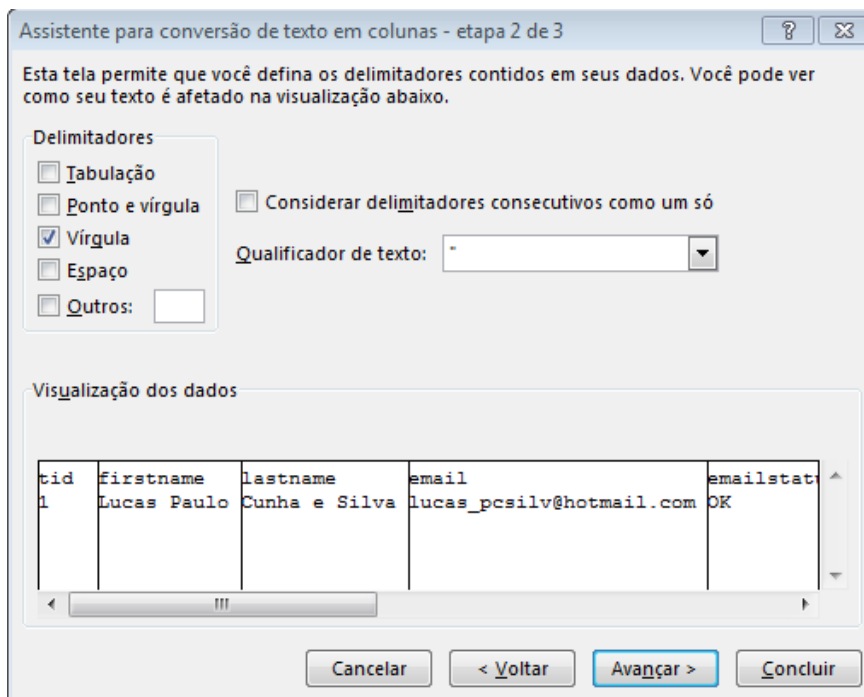 Assistente para conversão de texto em colunas - etapa 2 de 3
Esta tela permite que você defina os delimitadores contidos em seus dados. Você pode ver
como seu texto é afetado na visualização abaixo.
Delimitadores
Tabulação
Ponto e vírgula
Vírgula
Espaço
Outros:
Considerar delimitadores consecutivos como um só
Qualificador de texto: "
Visualização dos dados
tid firstname lastname email emailstatu
1 Lucas Paulo Cunha e Silva lucas_pcsilv@hotmail.com OK
Cancelar < Voltar Avançar > Concluir